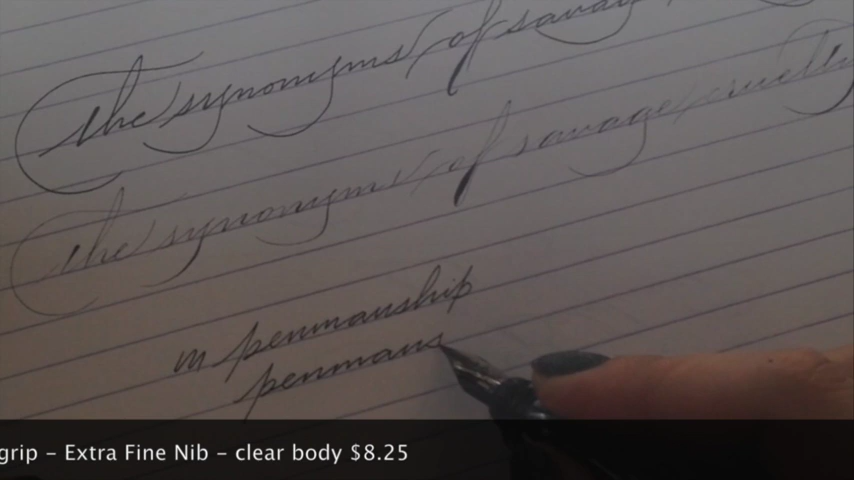 the synonyms of savag
the synonyms of savage cruelty
m penmanship
penmans
grip – Extra Fine Nib – clear body $8.25